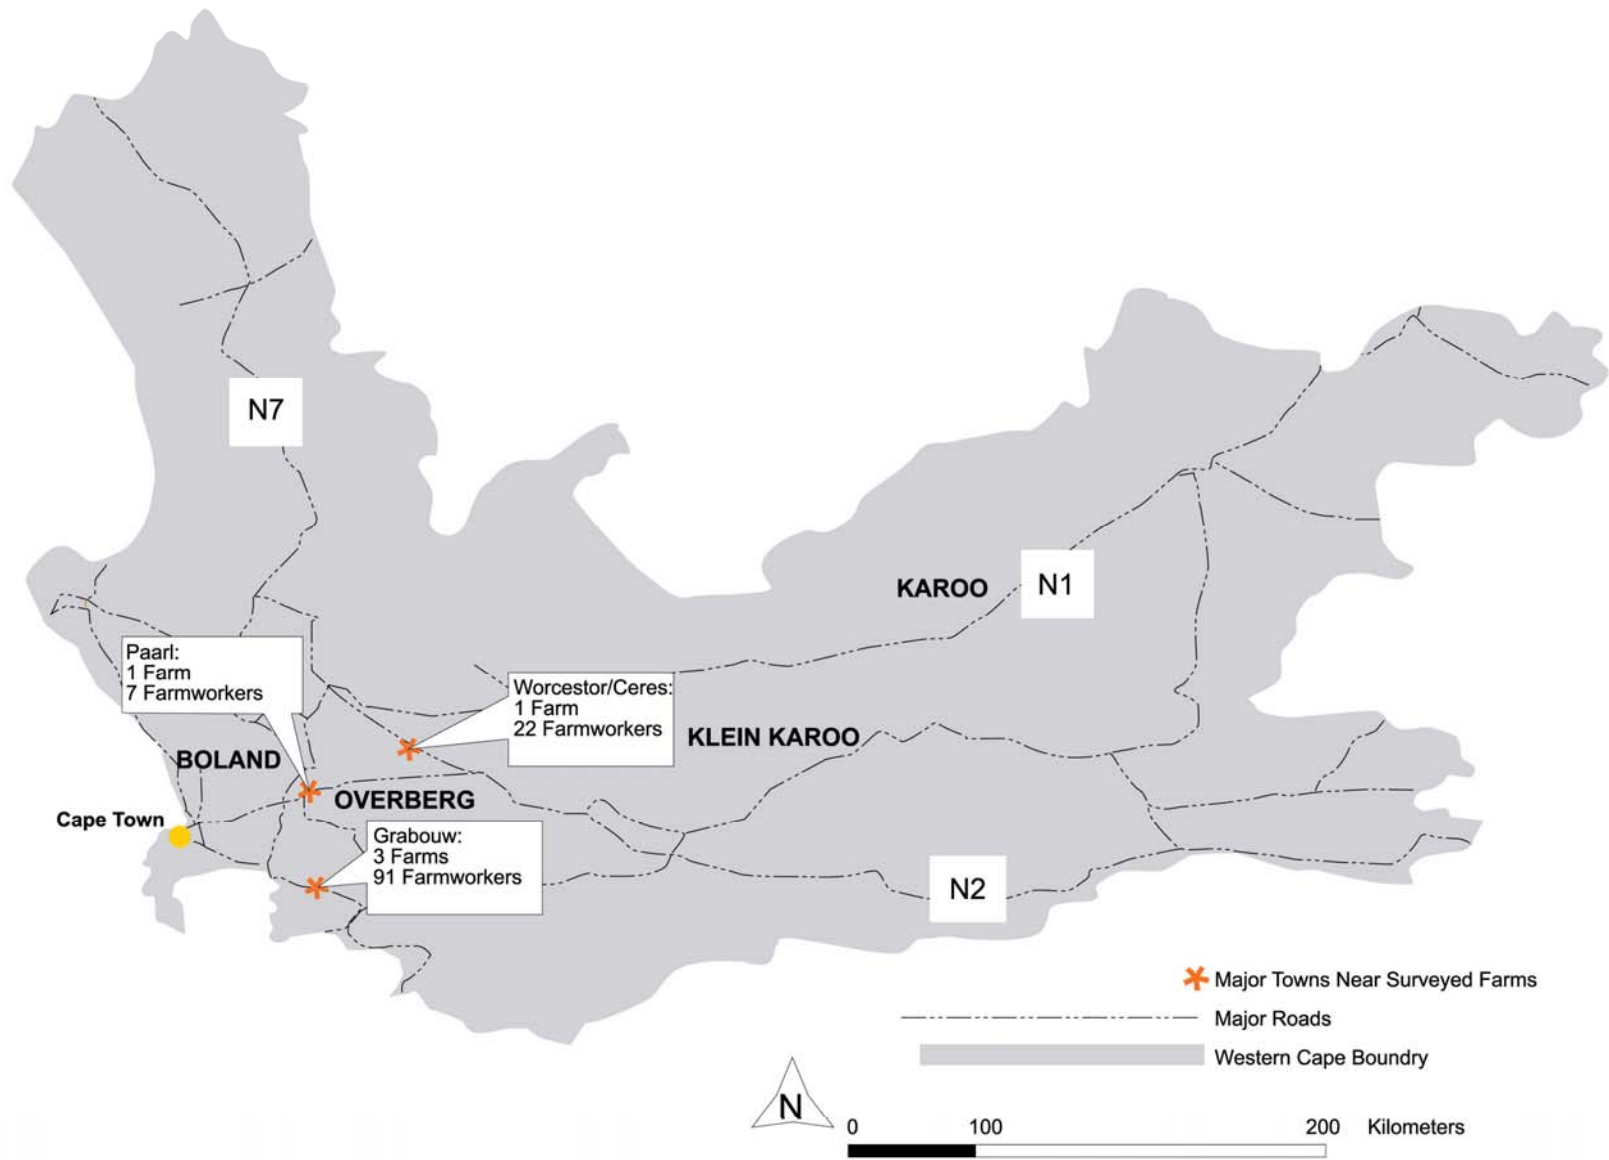 N7
KAROO
N1
Paarl:
1 Farm
7 Farmworkers
Worcestor/Ceres:
1 Farm
22 Farmworkers
KLEIN KAROO
BOLAND
OVERBERG
Cape Town
Grabouw:
3 Farms
91 Farmworkers
N2
Major Towns Near Surveyed Farms
Major Roads
Western Cape Boundry
N
0 100 200 Kilometers